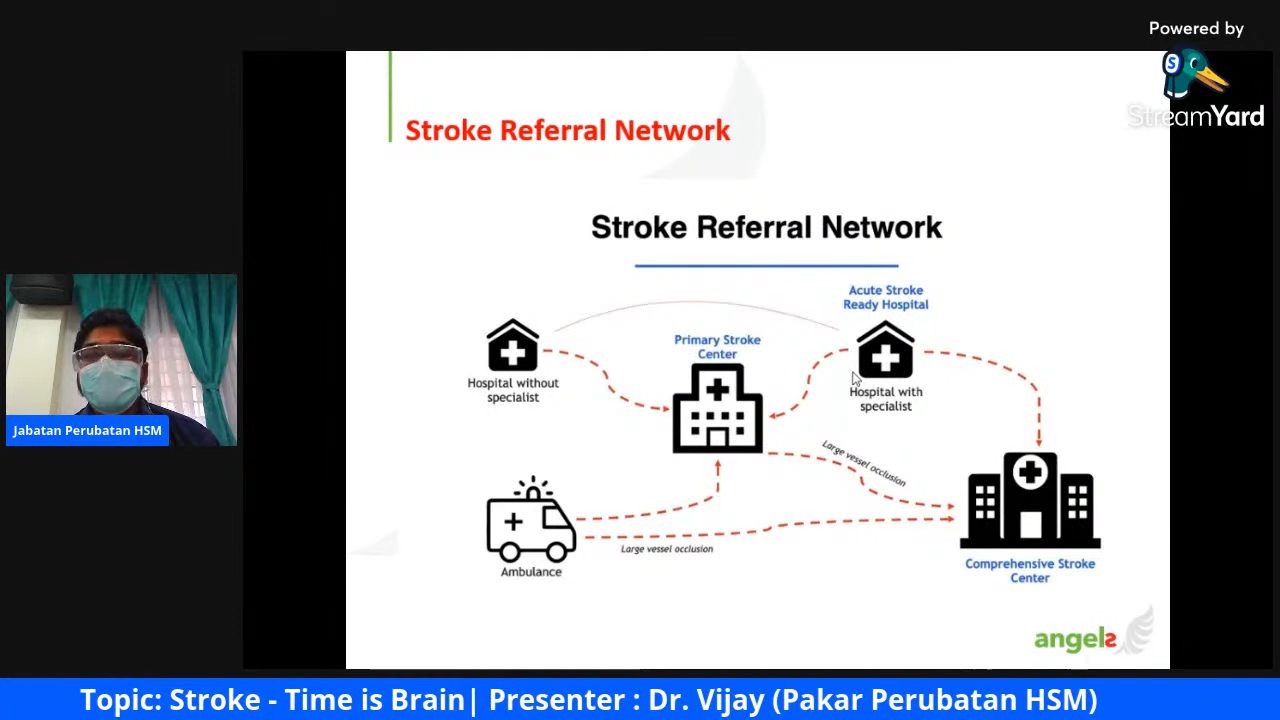 Powered by
StreamYard
Stroke Referral Network
Stroke Referral Network
Acute Stroke
Ready Hospital
Primary Stroke
Center
Hospital without
specialist
Hospital with
specialist
Large vessel occlusion
Ambulance
Large vessel occlusion
Comprehensive Stroke
Center
angels
Jabatan Perubatan HSM
Topic: Stroke - Time is Brain| Presenter : Dr. Vijay (Pakar Perubatan HSM)